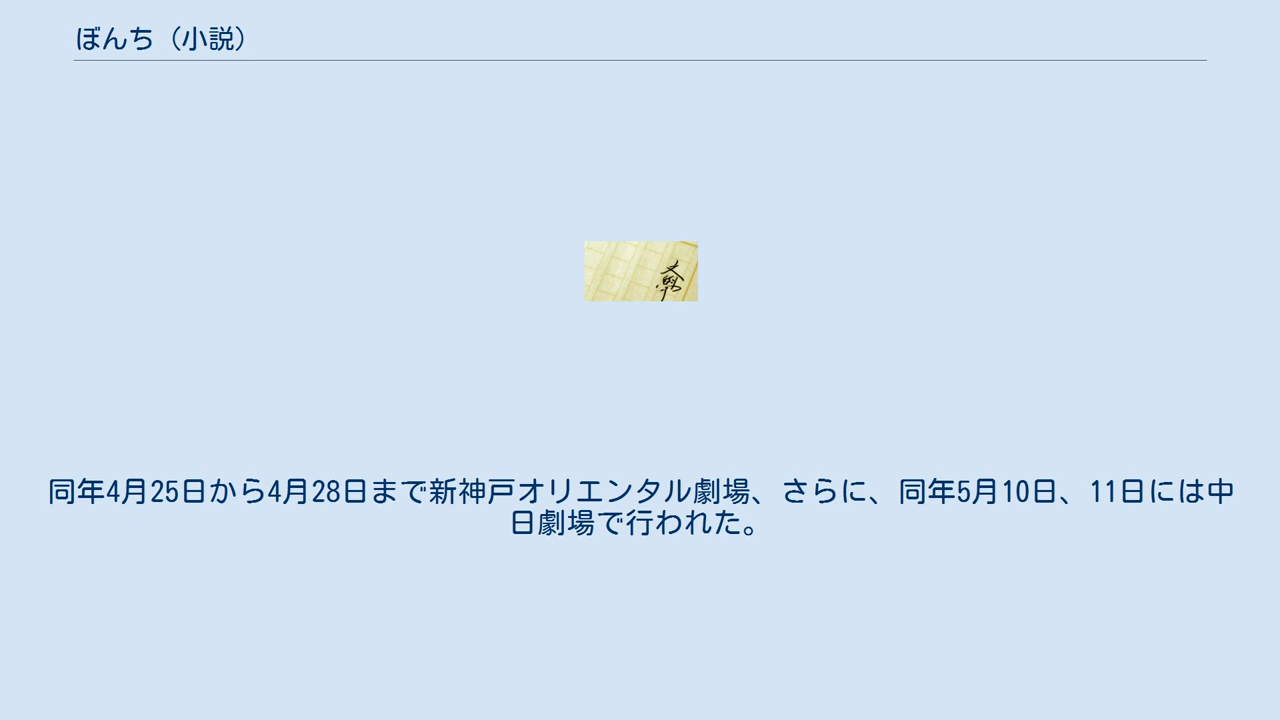 ぼんち（小説）
同年4月25日から4月28日まで新神戸オリエンタル劇場、さらに、同年5月10日、11日には中
日劇場で行われた。